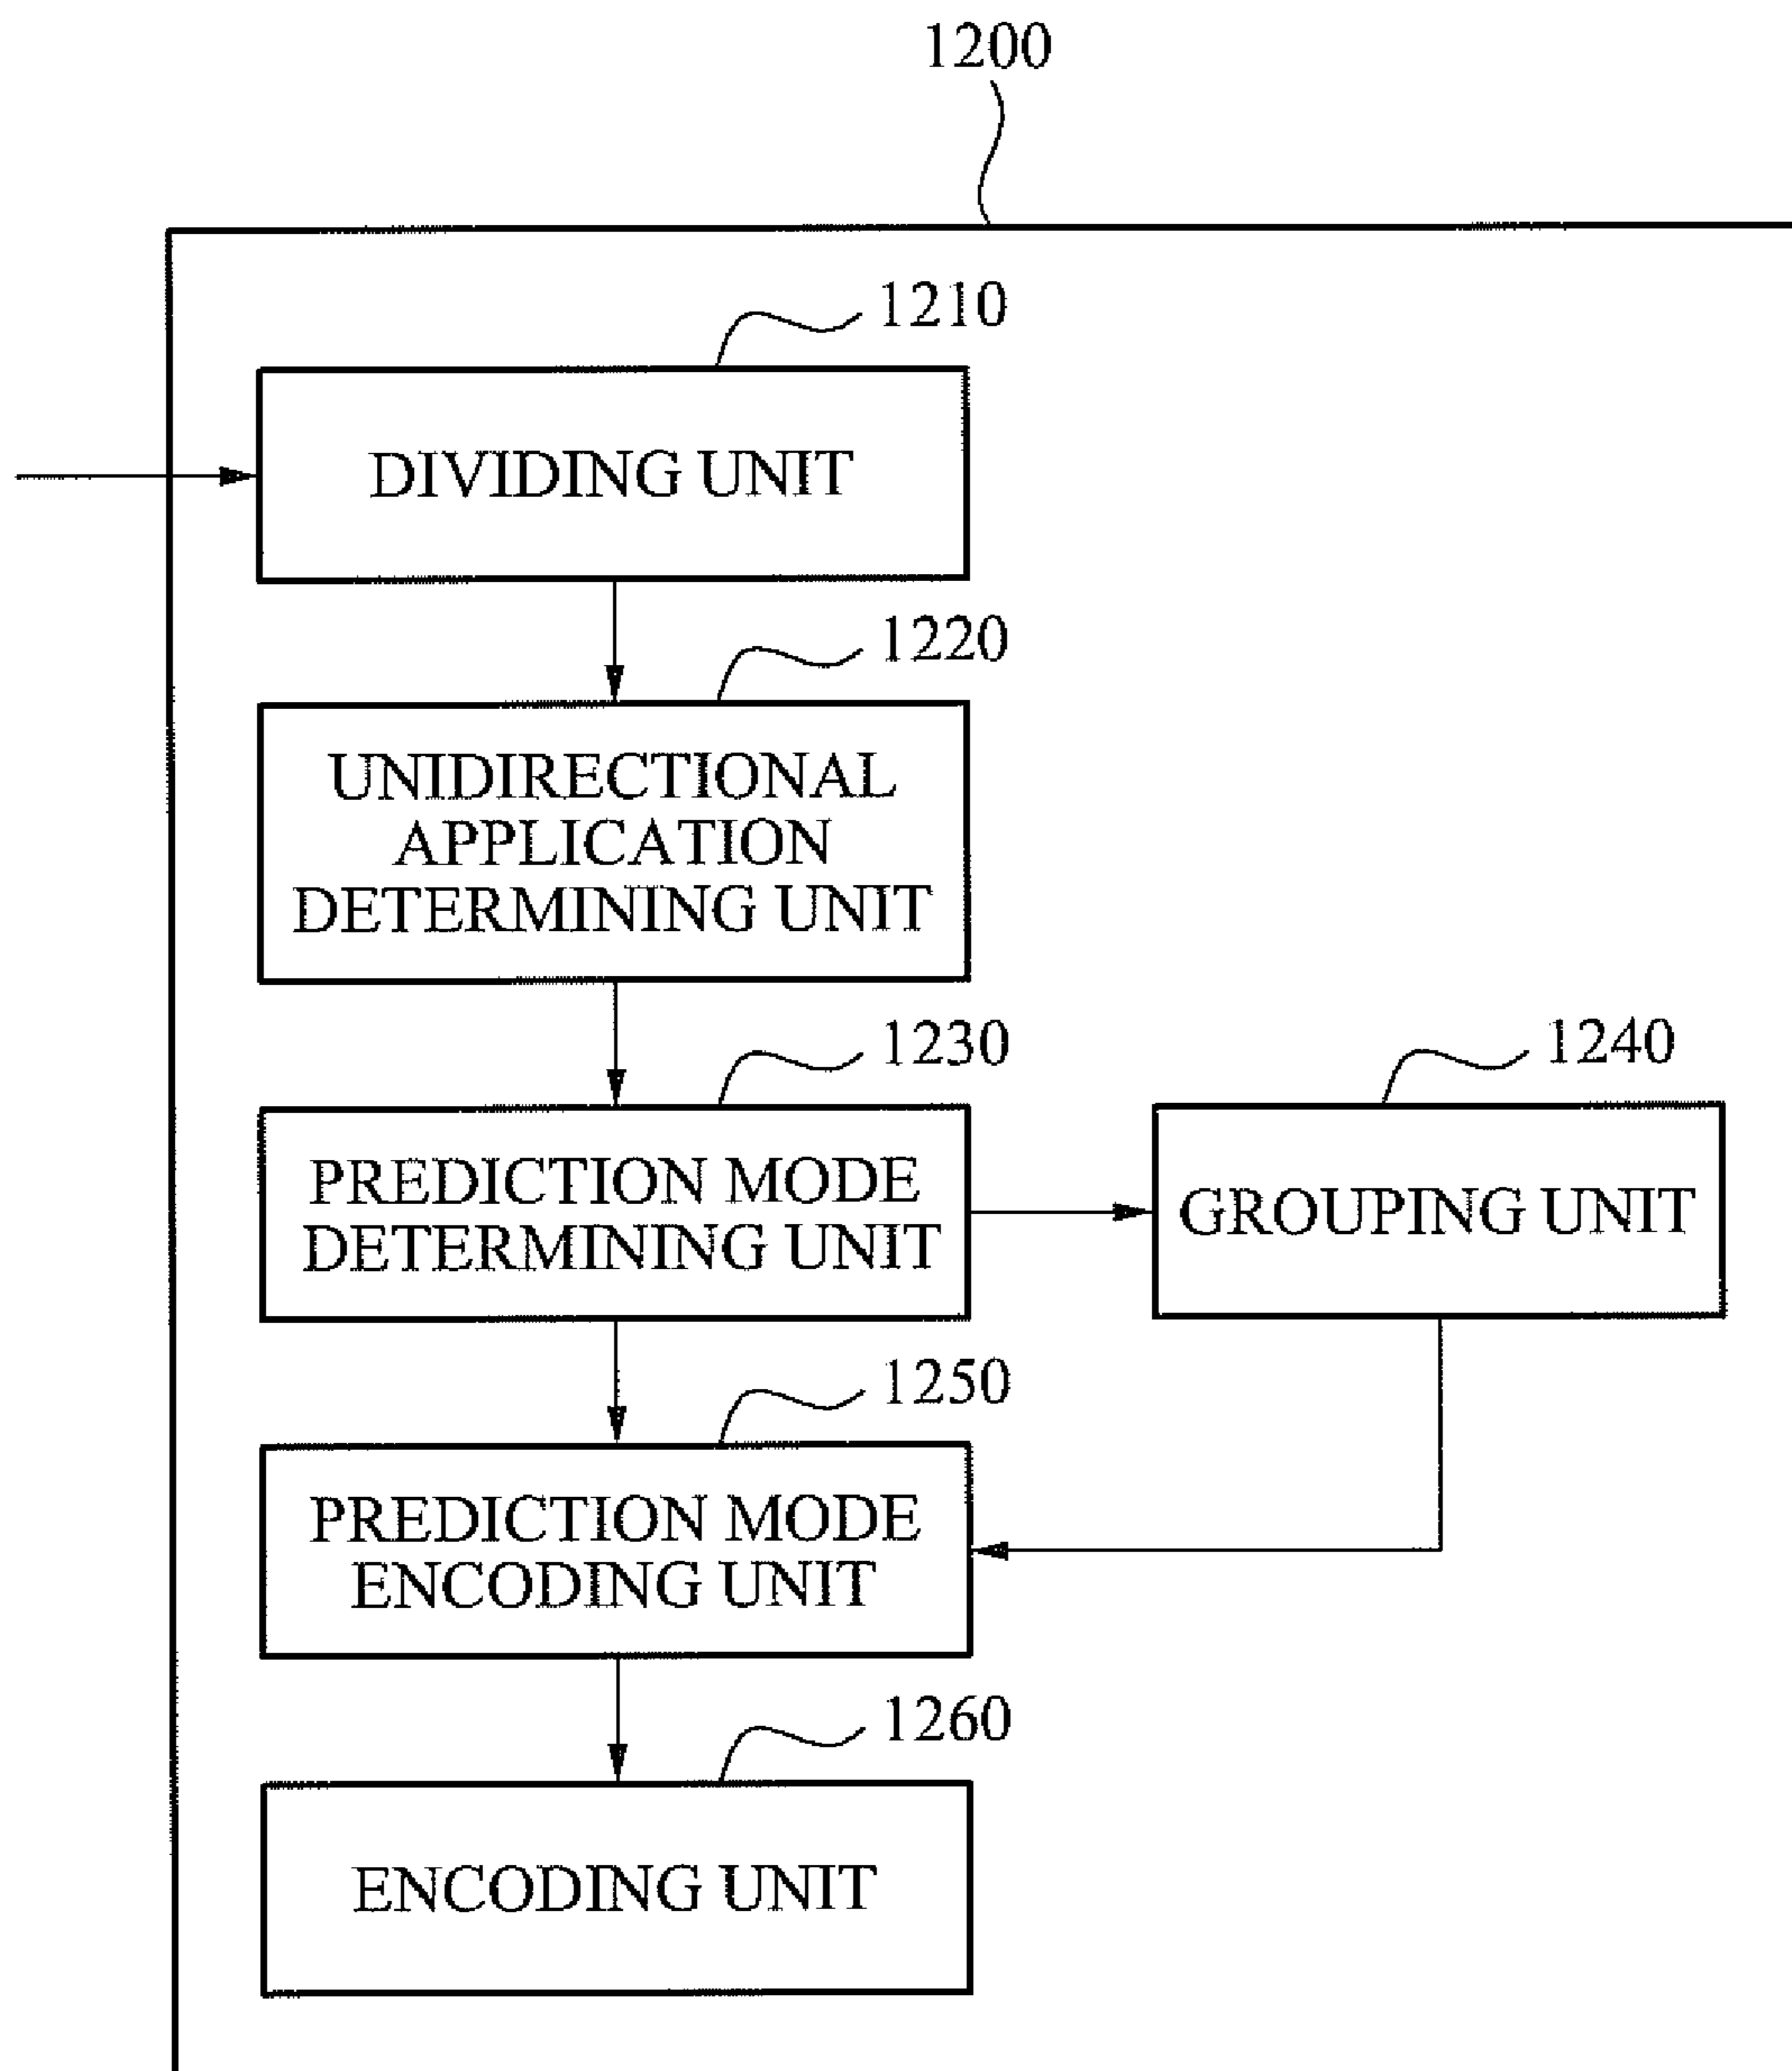 1200
1210
DIVIDING UNIT
1220
UNIDIRECTIONAL
APPLICATION
DETERMINING UNIT
1230
PREDICTION MODE
DETERMINING UNIT
1240
GROUPING UNIT
1250
PREDICTION MODE
ENCODING UNIT
1260
ENCODING UNIT